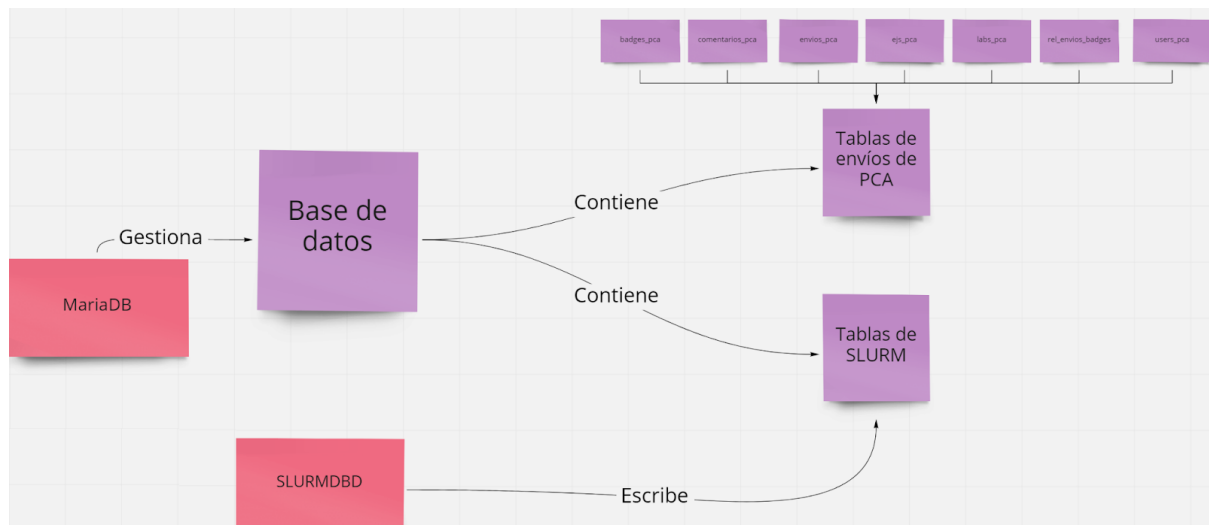 badges_pca
comentarios_pca
envios_pca
ejs_pca
labs_pca
rel_envios_badges
users_pca
Tablas de
envíos de
PCA
Base de
datos
Contiene
Gestiona
MariaDB
Contiene
Tablas de
SLURM
SLURMDBD
Escribe